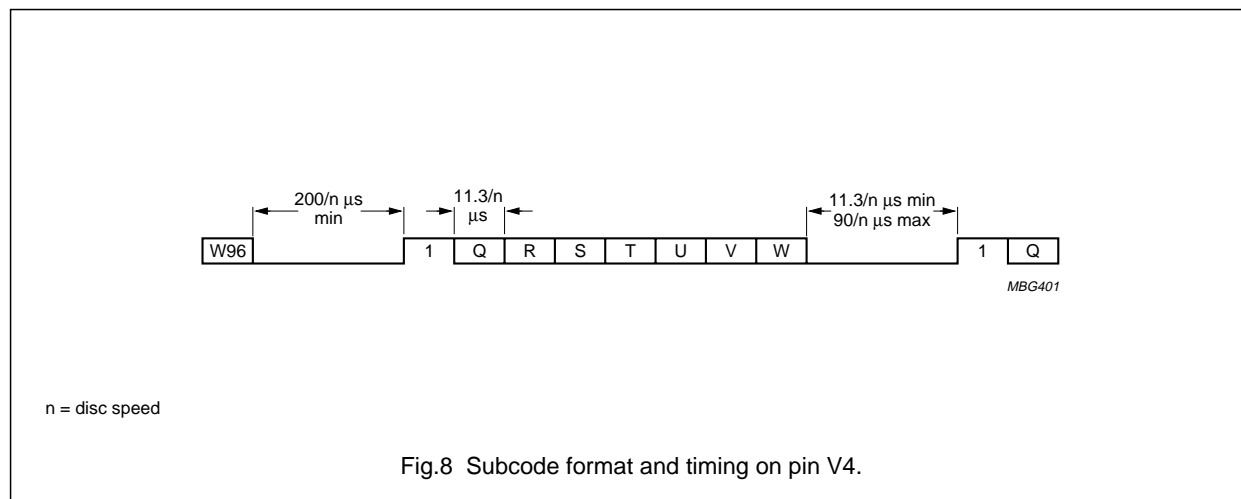 200/n µs
min
11.3/n
µs
11.3/n µs min
90/n µs max
W96 1 Q R S T U V W 1 Q
MBG401
n = disc speed
Fig.8 Subcode format and timing on pin V4.